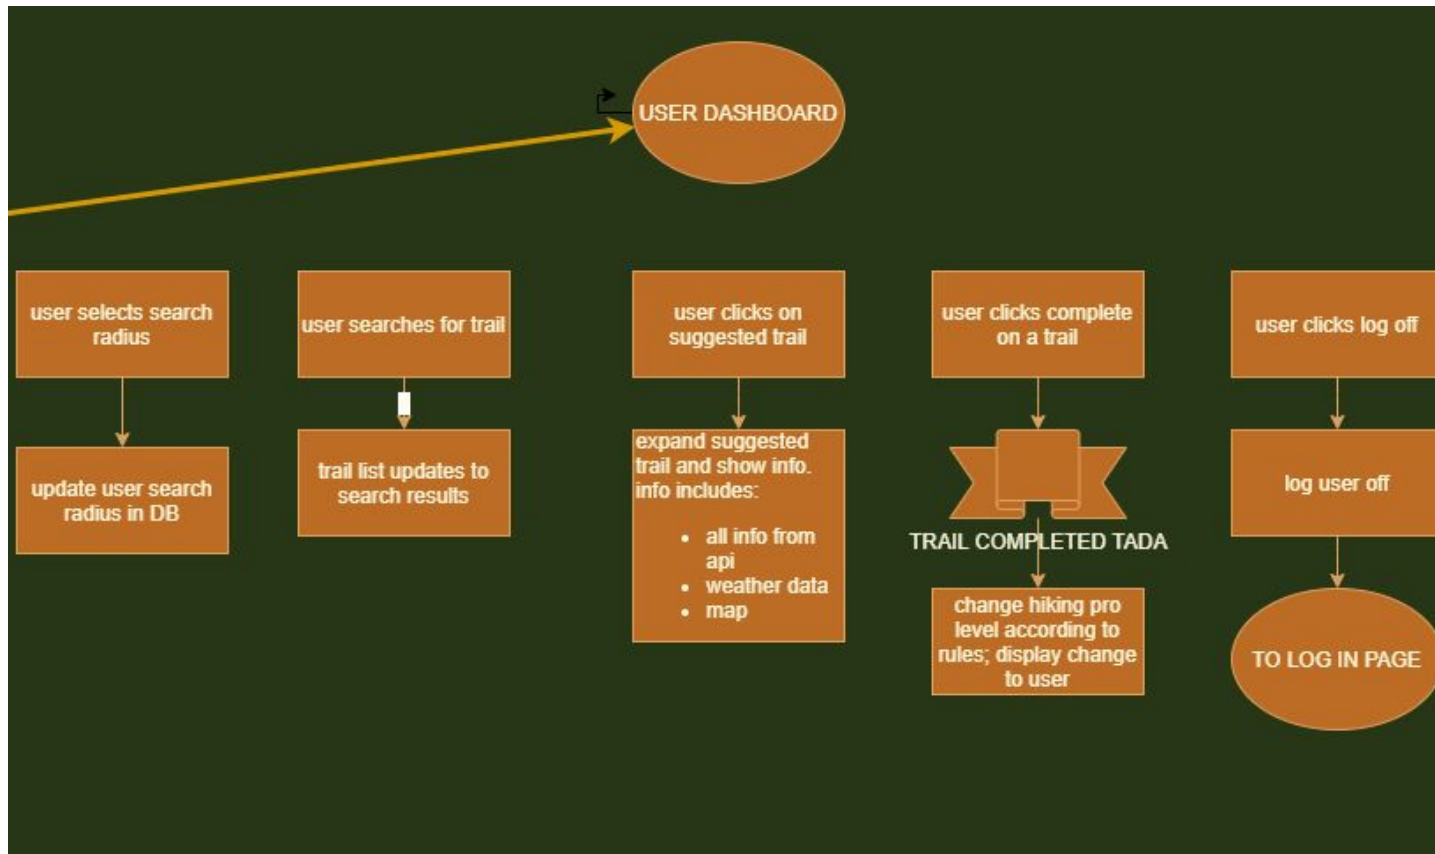 USER DASHBOARD
user selects search
radius
user searches for trail
user clicks on
suggested trail
user clicks complete
on a trail
user clicks log off
update user search
radius in DB
trail list updates to
search results
expand suggested
trail and show info.
info includes:
• all info from
api
• weather data
• map
TRAIL COMPLETED TADA
change hiking pro
level according to
rules; display change
to user
log user off
TO LOG IN PAGE